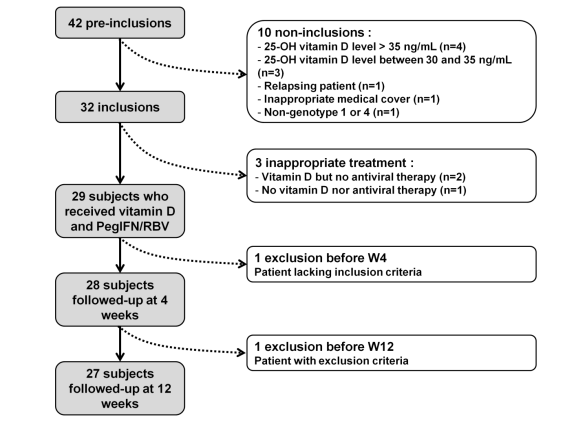 42 pre-inclusions
10 non-inclusions :
- 25-OH vitamin D level > 35 ng/mL (n=4)
- 25-OH vitamin D level between 30 and 35 ng/mL
(n=3)
- Relapsing patient (n=1)
- Inappropriate medical cover (n=1)
- Non-genotype 1 or 4 (n=1)
32 inclusions
3 inappropriate treatment :
- Vitamin D but no antiviral therapy (n=2)
- No vitamin D nor antiviral therapy (n=1)
29 subjects who
received vitamin D
and PegIFN/RBV
1 exclusion before W4
Patient lacking inclusion criteria
28 subjects
followed-up at 4
weeks
1 exclusion before W12
Patient with exclusion criteria
27 subjects
followed-up at 12
weeks